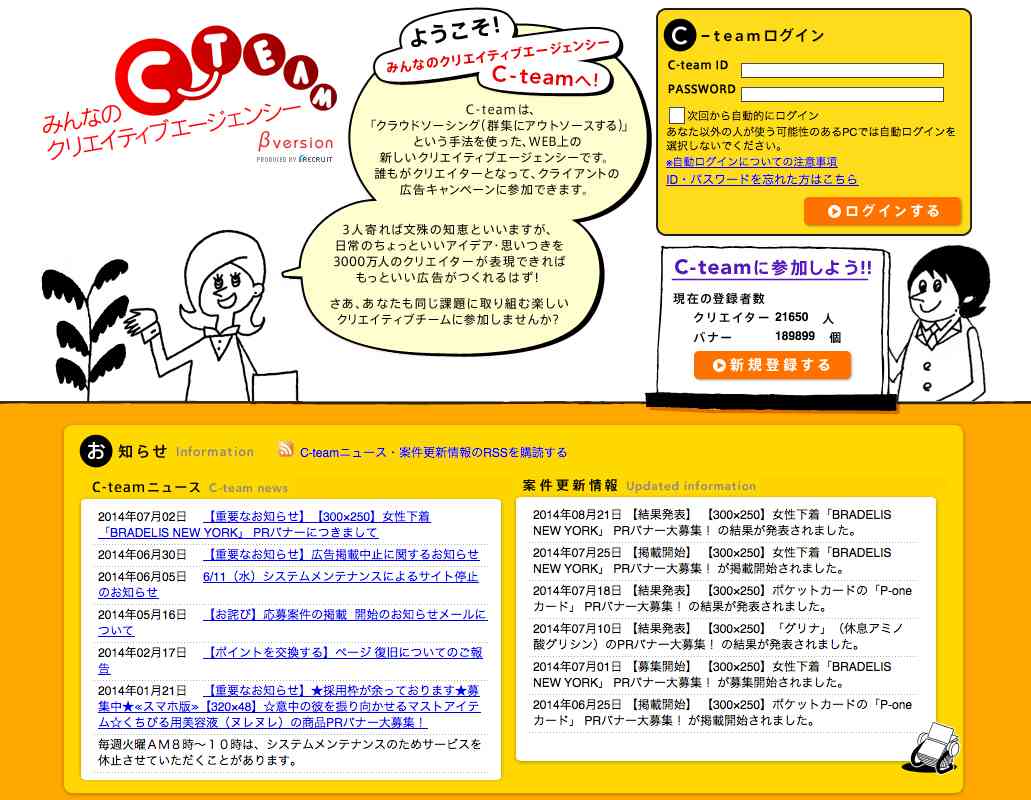 C-TEAM
みんなの
クリエイティブエージェンシー
βversion
PRODUCED BY RECRUIT
ようこそ!
みんなのクリエイティブエージェンシー
C-teamへ!
C-teamは、
「クラウドソーシング(群集にアウトソースする)」
という手法を使った、WEB上の
新しいクリエイティブエージェンシーです。
誰もがクリエイターとなって、クライアントの
広告キャンペーンに参加できます。
3人寄れば文殊の知恵といいますが、
日常のちょっといいアイデア・思いつきを
3000万人のクリエイターが表現できれば
もっといい広告がつくれるはず!
さあ、あなたも同じ課題に取り組む楽しい
クリエイティブチームに参加しませんか?
C-teamログイン
C-team ID
PASSWORD
次回から自動的にログイン
あなた以外の人が使う可能性のあるPCでは自動ログインを
選択しないでください。
※自動ログインについての注意事項
ID・パスワードを忘れた方はこちら
ログインする
C-teamに参加しよう!!
現在の登録者数
クリエイター 21650 人
バナー 189899 個
新規登録する
お知らせ Information C-teamニュース・案件更新情報のRSSを購読する
C-teamニュース C-team news
2014年07月02日 【重要なお知らせ】【300×250】女性下着
「BRADELIS NEW YORK」 PRバナーにつきまして
2014年06月30日 【重要なお知らせ】広告掲載中止に関するお知らせ
2014年06月05日 6/11（水）システムメンテナンスによるサイト停止
のお知らせ
2014年05月16日 【お詫び】応募案件の掲載 開始のお知らせメールに
ついて
2014年02月17日 【ポイントを交換する】ページ 復旧についてのご報
告
2014年01月21日 【重要なお知らせ】★採用枠が余っております★募
集中★≪スマホ版≫【320×48】☆意中の彼を振り向かせるマストアイテ
ム☆くちびる用美容液（ヌレヌレ）の商品PRバナー大募集！
毎週火曜ＡＭ８時〜１０時は、システムメンテナンスのためサービスを
休止させていただくことがあります。
案件更新情報 Updated information
2014年08月21日 【結果発表】 【300×250】女性下着「BRADELIS
NEW YORK」 PRバナー大募集！ の結果が発表されました。
2014年07月25日 【掲載開始】 【300×250】女性下着「BRADELIS
NEW YORK」 PRバナー大募集！ が掲載開始されました。
2014年07月18日 【結果発表】 【300×250】ポケットカードの「P-one
カード」 PRバナー大募集！ の結果が発表されました。
2014年07月10日 【結果発表】 【300×250】「グリナ」（休息アミノ
酸グリシン）のPRバナー大募集！ の結果が発表されました。
2014年07月01日 【募集開始】 【300×250】女性下着「BRADELIS
NEW YORK」 PRバナー大募集！ が募集開始されました。
2014年06月25日 【掲載開始】 【300×250】ポケットカードの「P-one
カード」 PRバナー大募集！ が掲載開始されました。